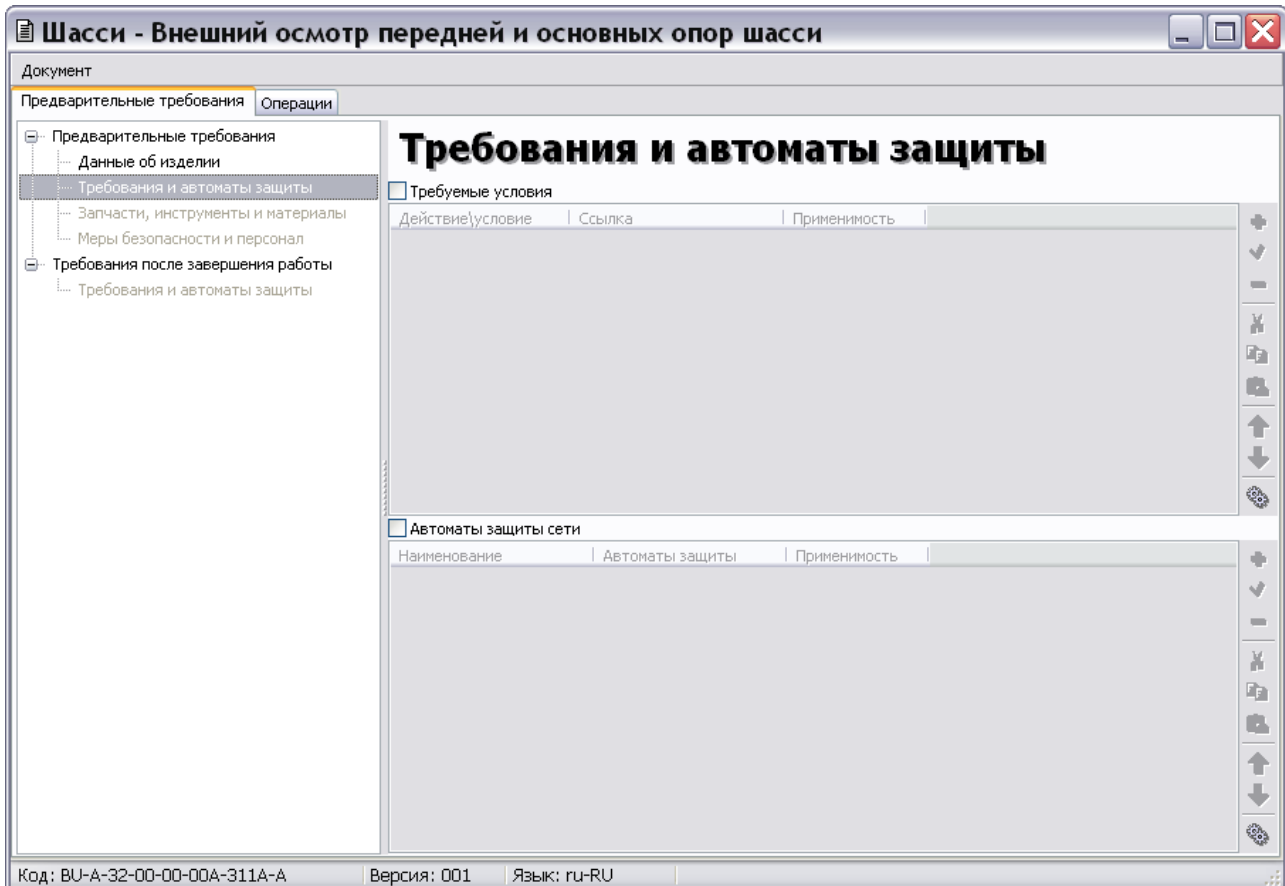 Шасси - Внешний осмотр передней и основных опор шасси
Документ
Предварительные требования Операции
Предварительные требования
Данные об изделии
Требования и автоматы защиты
Запчасти, инструменты и материалы
Меры безопасности и персонал
Требования после завершения работы
Требования и автоматы защиты
Требования и автоматы защиты
Требуемые условия
Действие\условие Ссылка Применимость
Автоматы защиты сети
Наименование Автоматы защиты Применимость
Код: BU-A-32-00-00-00A-311A-A Версия: 001 Язык: ru-RU